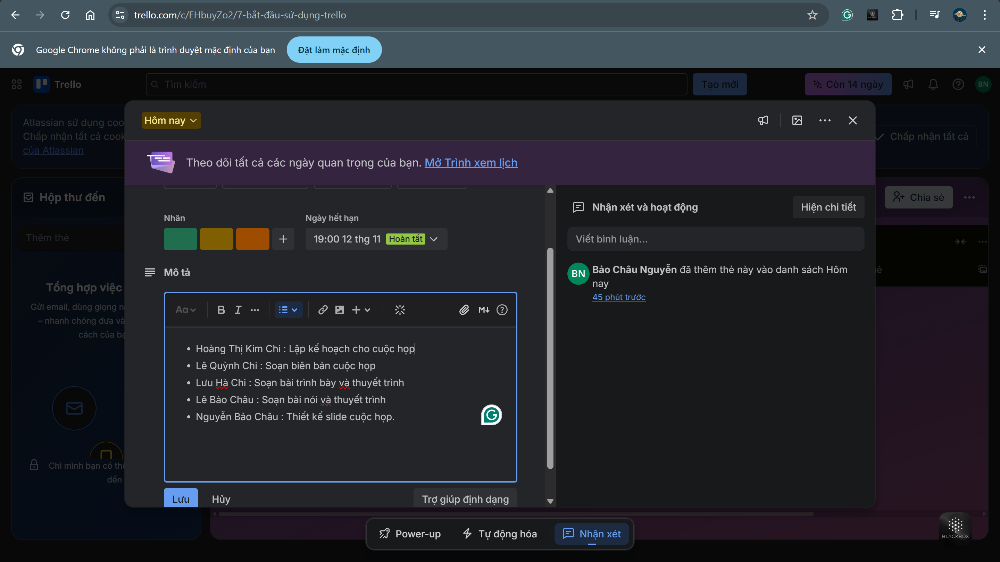 trello.com/c/EHbuyZo2/7-bắt-đầu-sử-dụng-trello
Google Chrome không phải là trình duyệt mặc định của bạn
Đặt làm mặc định
Trello
Tìm kiếm
Tạo mới
Còn 14 ngày
BN
Atlassian sử dụng coo
Chấp nhận tất cả cook
của Atlassian
Chấp nhận tất cả
Hôm nay
Theo dõi tất cả các ngày quan trọng của bạn. Mở Trình xem lịch
Hộp thư đến
Chia sẻ
Thêm thẻ
Tổng hợp việc
Gửi email, dùng giọng n
– nhanh chóng đưa và
cách của bạ
Chỉ mình bạn có thể
đến
Nhãn
Ngày hết hạn
19:00 12 thg 11 Hoàn tất
Mô tả
Aa
B I
M↓
• Hoàng Thị Kim Chi : Lập kế hoạch cho cuộc họp
• Lê Quỳnh Chi : Soạn biên bản cuộc họp
• Lưu Hà Chi : Soạn bài trình bày và thuyết trình
• Lê Bảo Châu : Soạn bài nói và thuyết trình
• Nguyễn Bảo Châu : Thiết kế slide cuộc họp.
Lưu
Hủy
Trợ giúp định dạng
Nhận xét và hoạt động
Hiện chi tiết
Viết bình luận...
BN
Bảo Châu Nguyễn đã thêm thẻ này vào danh sách Hôm
nay
45 phút trước
Power-up
Tự động hóa
Nhận xét
BLACKBOX